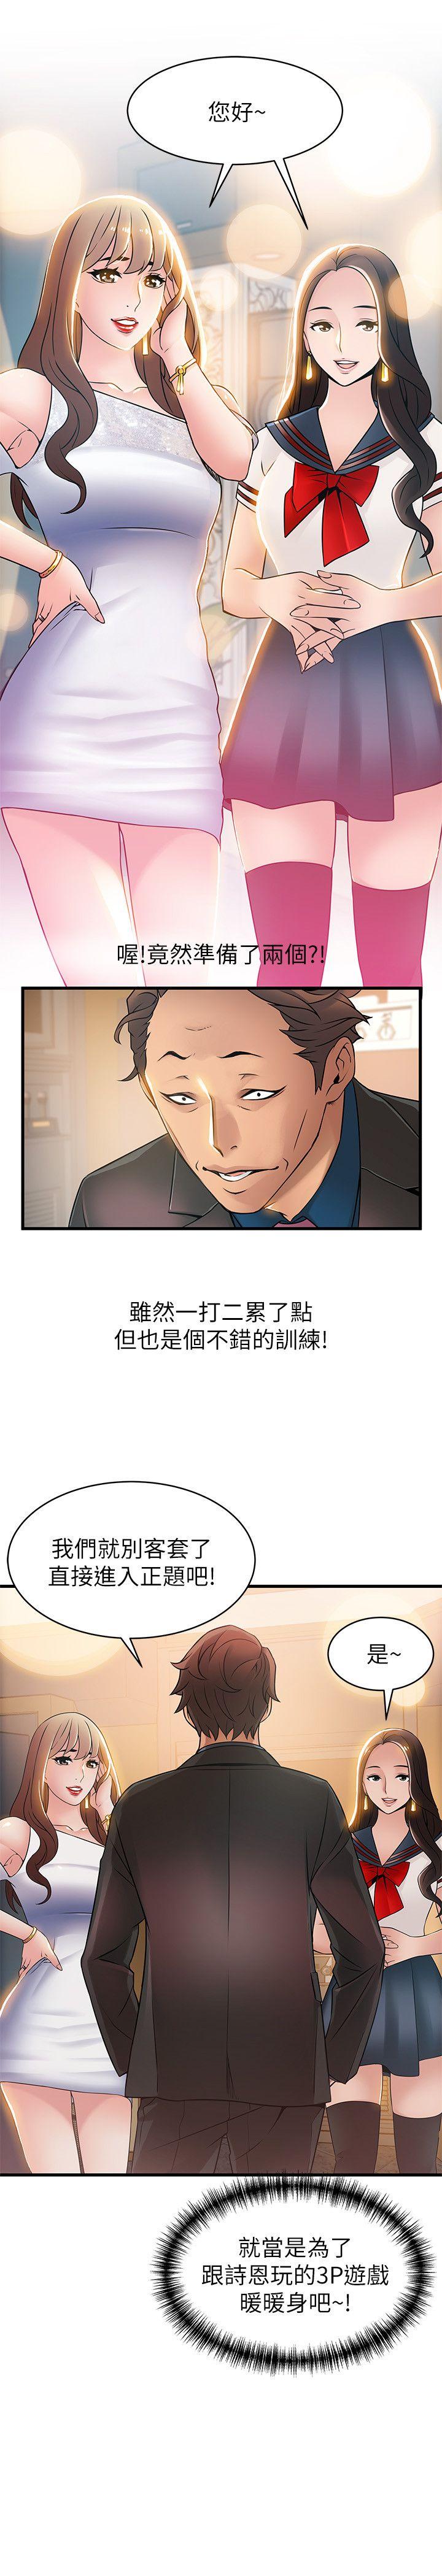 您好~
喔!竟然準備了兩個?!
雖然一打二累了點
但也是個不錯的訓練!
我們就別客套了
直接進入正題吧!
是~
就當是為了
跟詩恩玩的3P遊戲
暖暖身吧~!